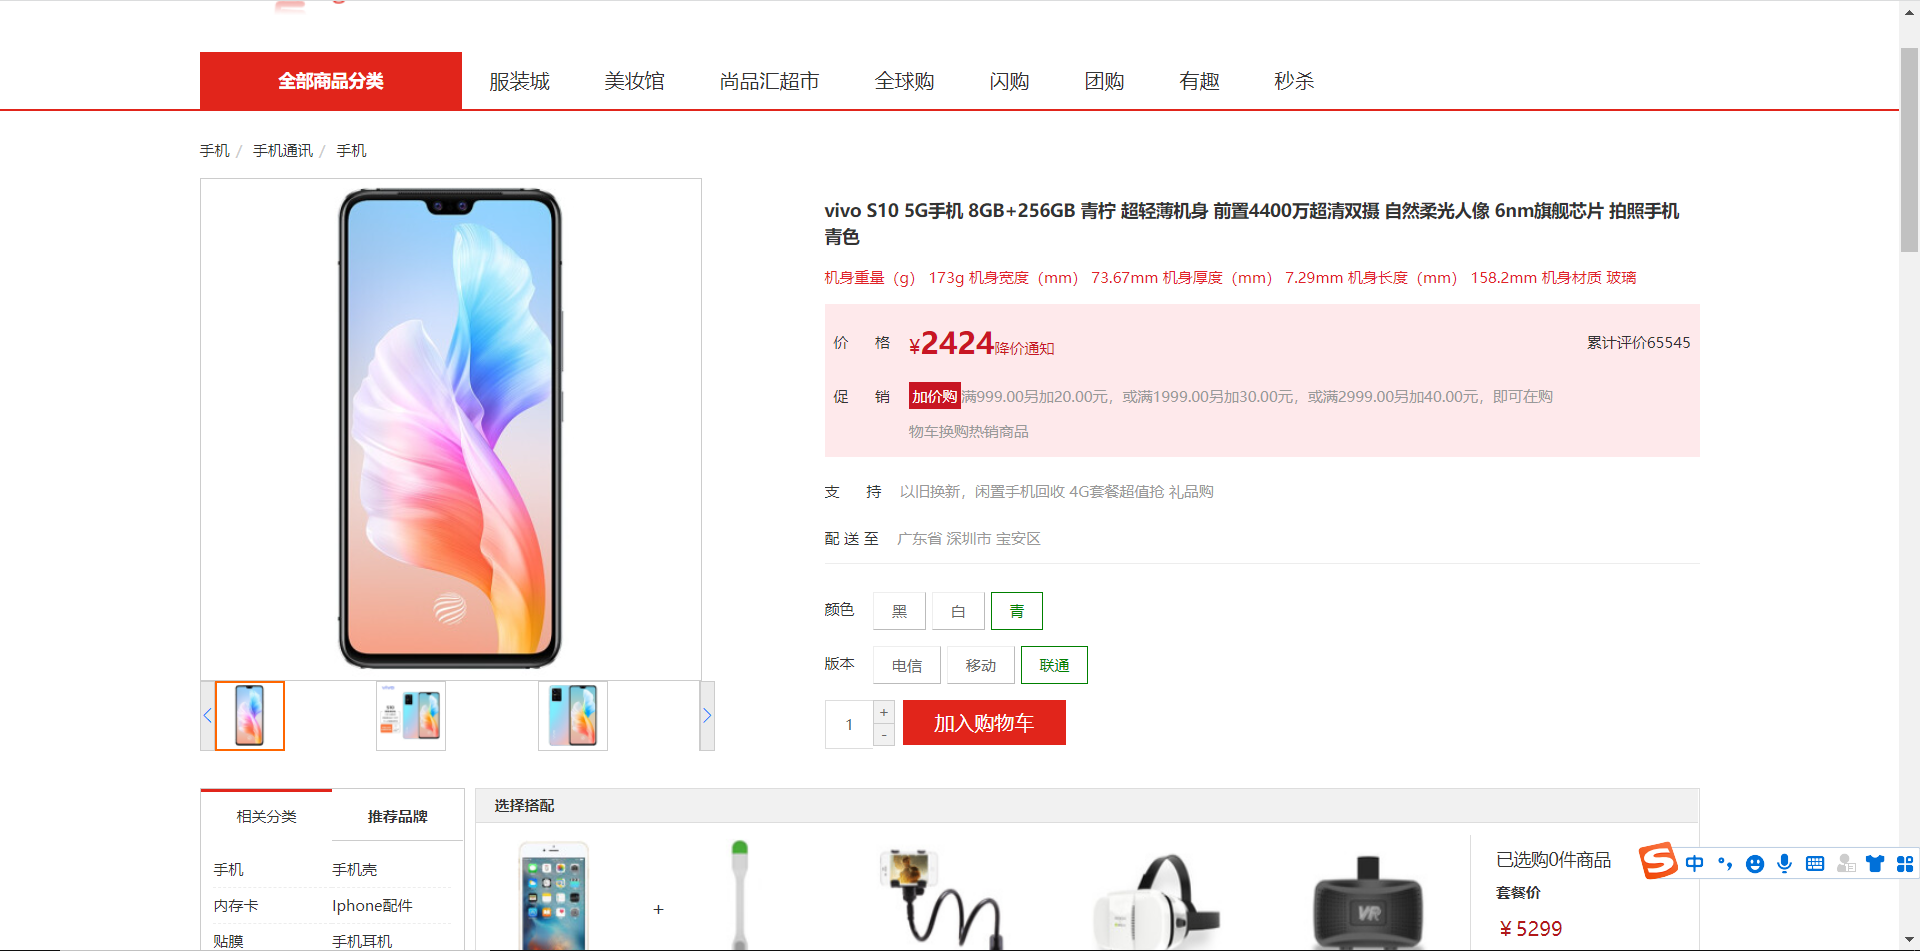 全部商品分类 服装城 美妆馆 尚品汇超市 全球购 闪购 团购 有趣 秒杀
手机 / 手机通讯 / 手机
vivo S10 5G手机 8GB+256GB 青柠 超轻薄机身 前置4400万超清双摄 自然柔光人像 6nm旗舰芯片 拍照手机
青色
机身重量（g） 173g 机身宽度（mm） 73.67mm 机身厚度（mm） 7.29mm 机身长度（mm） 158.2mm 机身材质 玻璃
价 格 ¥2424降价通知 累计评价65545
促 销 加价购满999.00另加20.00元，或满1999.00另加30.00元，或满2999.00另加40.00元，即可在购
物车换购热销商品
支 持 以旧换新，闲置手机回收 4G套餐超值抢 礼品购
配 送 至 广东省 深圳市 宝安区
颜色 黑 白 青
版本 电信 移动 联通
1 + -
加入购物车
相关分类 推荐品牌
手机 手机壳
内存卡 Iphone配件
贴膜 手机耳机
选择搭配
+
VR
已选购0件商品
套餐价
¥5299
S 中